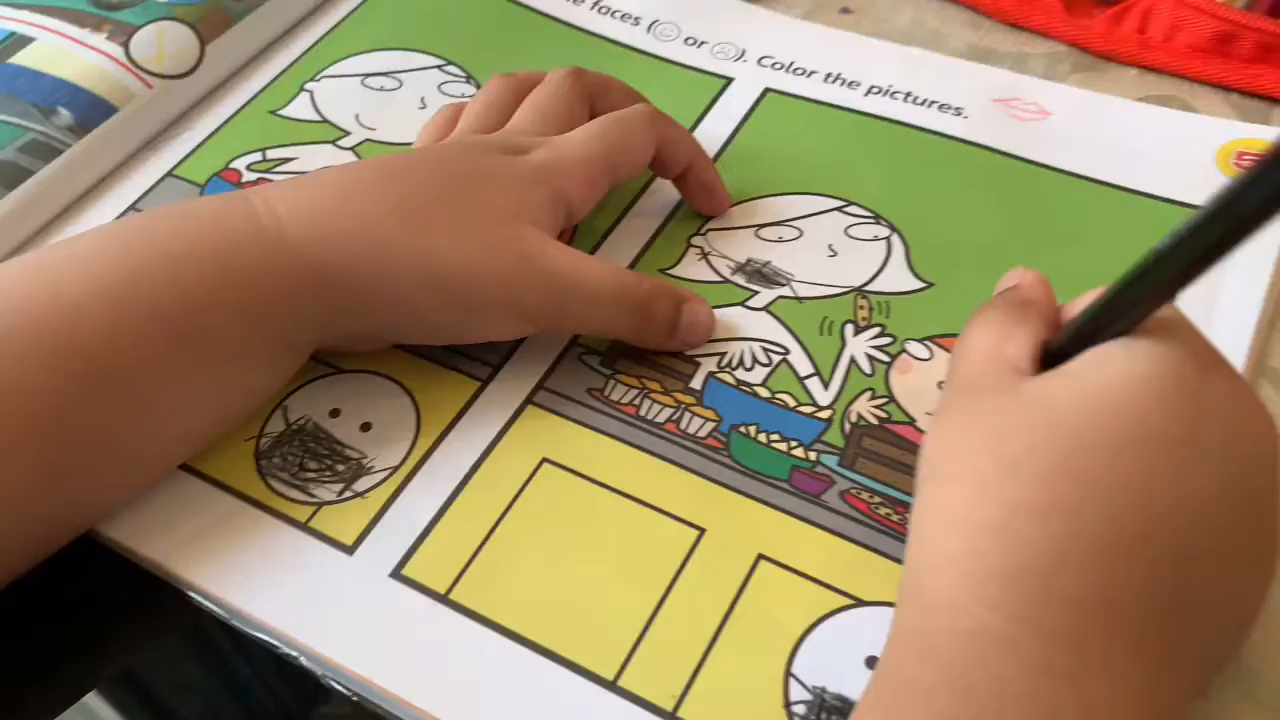 faces (☺ or ☹). Color the pictures.